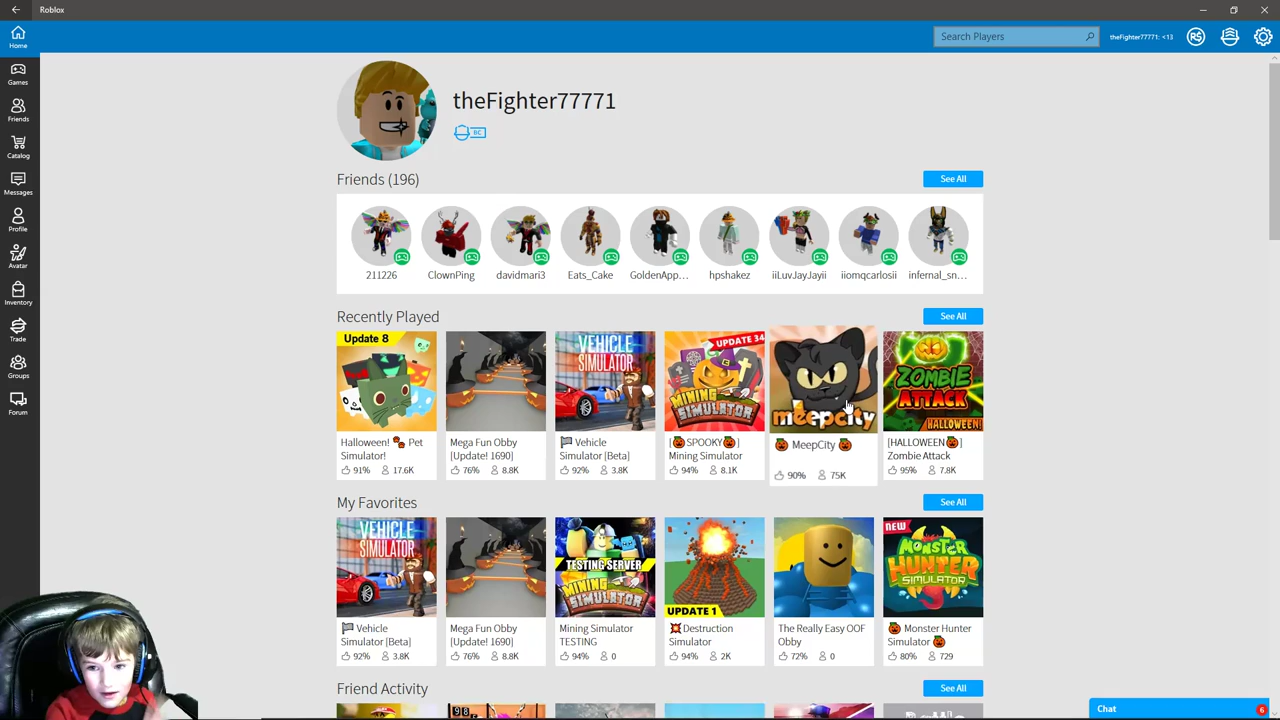 Roblox
Home
Search Players
theFighter77771: <13
R$
Games
Friends
Catalog
Messages
Profile
Avatar
Inventory
Trade
Groups
Forum
theFighter77771
BC
Friends (196)
See All
211226
ClownPing
davidmari3
Eats_Cake
GoldenApp...
hpshakez
iiLuvJayJayii
iiomqcarlosii
infernal_sn...
Recently Played
See All
Update 8
VEHICLE
SIMULATOR
UPDATE 34
MINING
SIMULATOR
meepcity
ZOMBIE
ATTACK
HALLOWEEN!
Halloween! Pet
Simulator!
91% 17.6K
Mega Fun Obby
[Update! 1690]
76% 8.8K
Vehicle
Simulator [Beta]
92% 3.8K
[🎃SPOOKY🎃]
Mining Simulator
94% 8.1K
🎃 MeepCity 🎃
90% 75K
[HALLOWEEN🎃]
Zombie Attack
95% 7.8K
My Favorites
See All
VEHICLE
SIMULATOR
TESTING SERVER
MINING
SIMULATOR
UPDATE 1
NEW
MONSTER
HUNTER
SIMULATOR
Vehicle
Simulator [Beta]
92% 3.8K
Mega Fun Obby
[Update! 1690]
76% 8.8K
Mining Simulator
TESTING
94% 0
💥Destruction
Simulator
94% 2K
The Really Easy OOF
Obby
72% 0
🎃 Monster Hunter
Simulator 🎃
80% 729
Friend Activity
See All
Chat
6